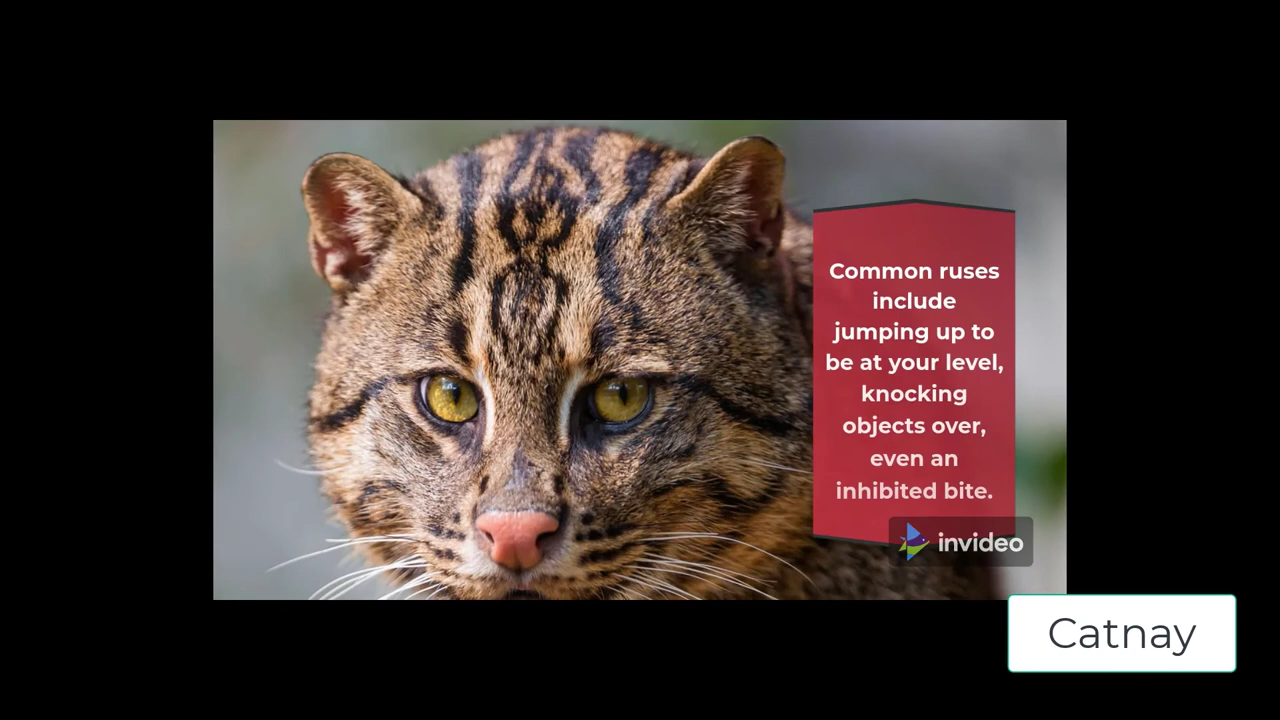 Common ruses
include
jumping up to
be at your level,
knocking
objects over,
even an
inhibited bite.
invideo
Catnay